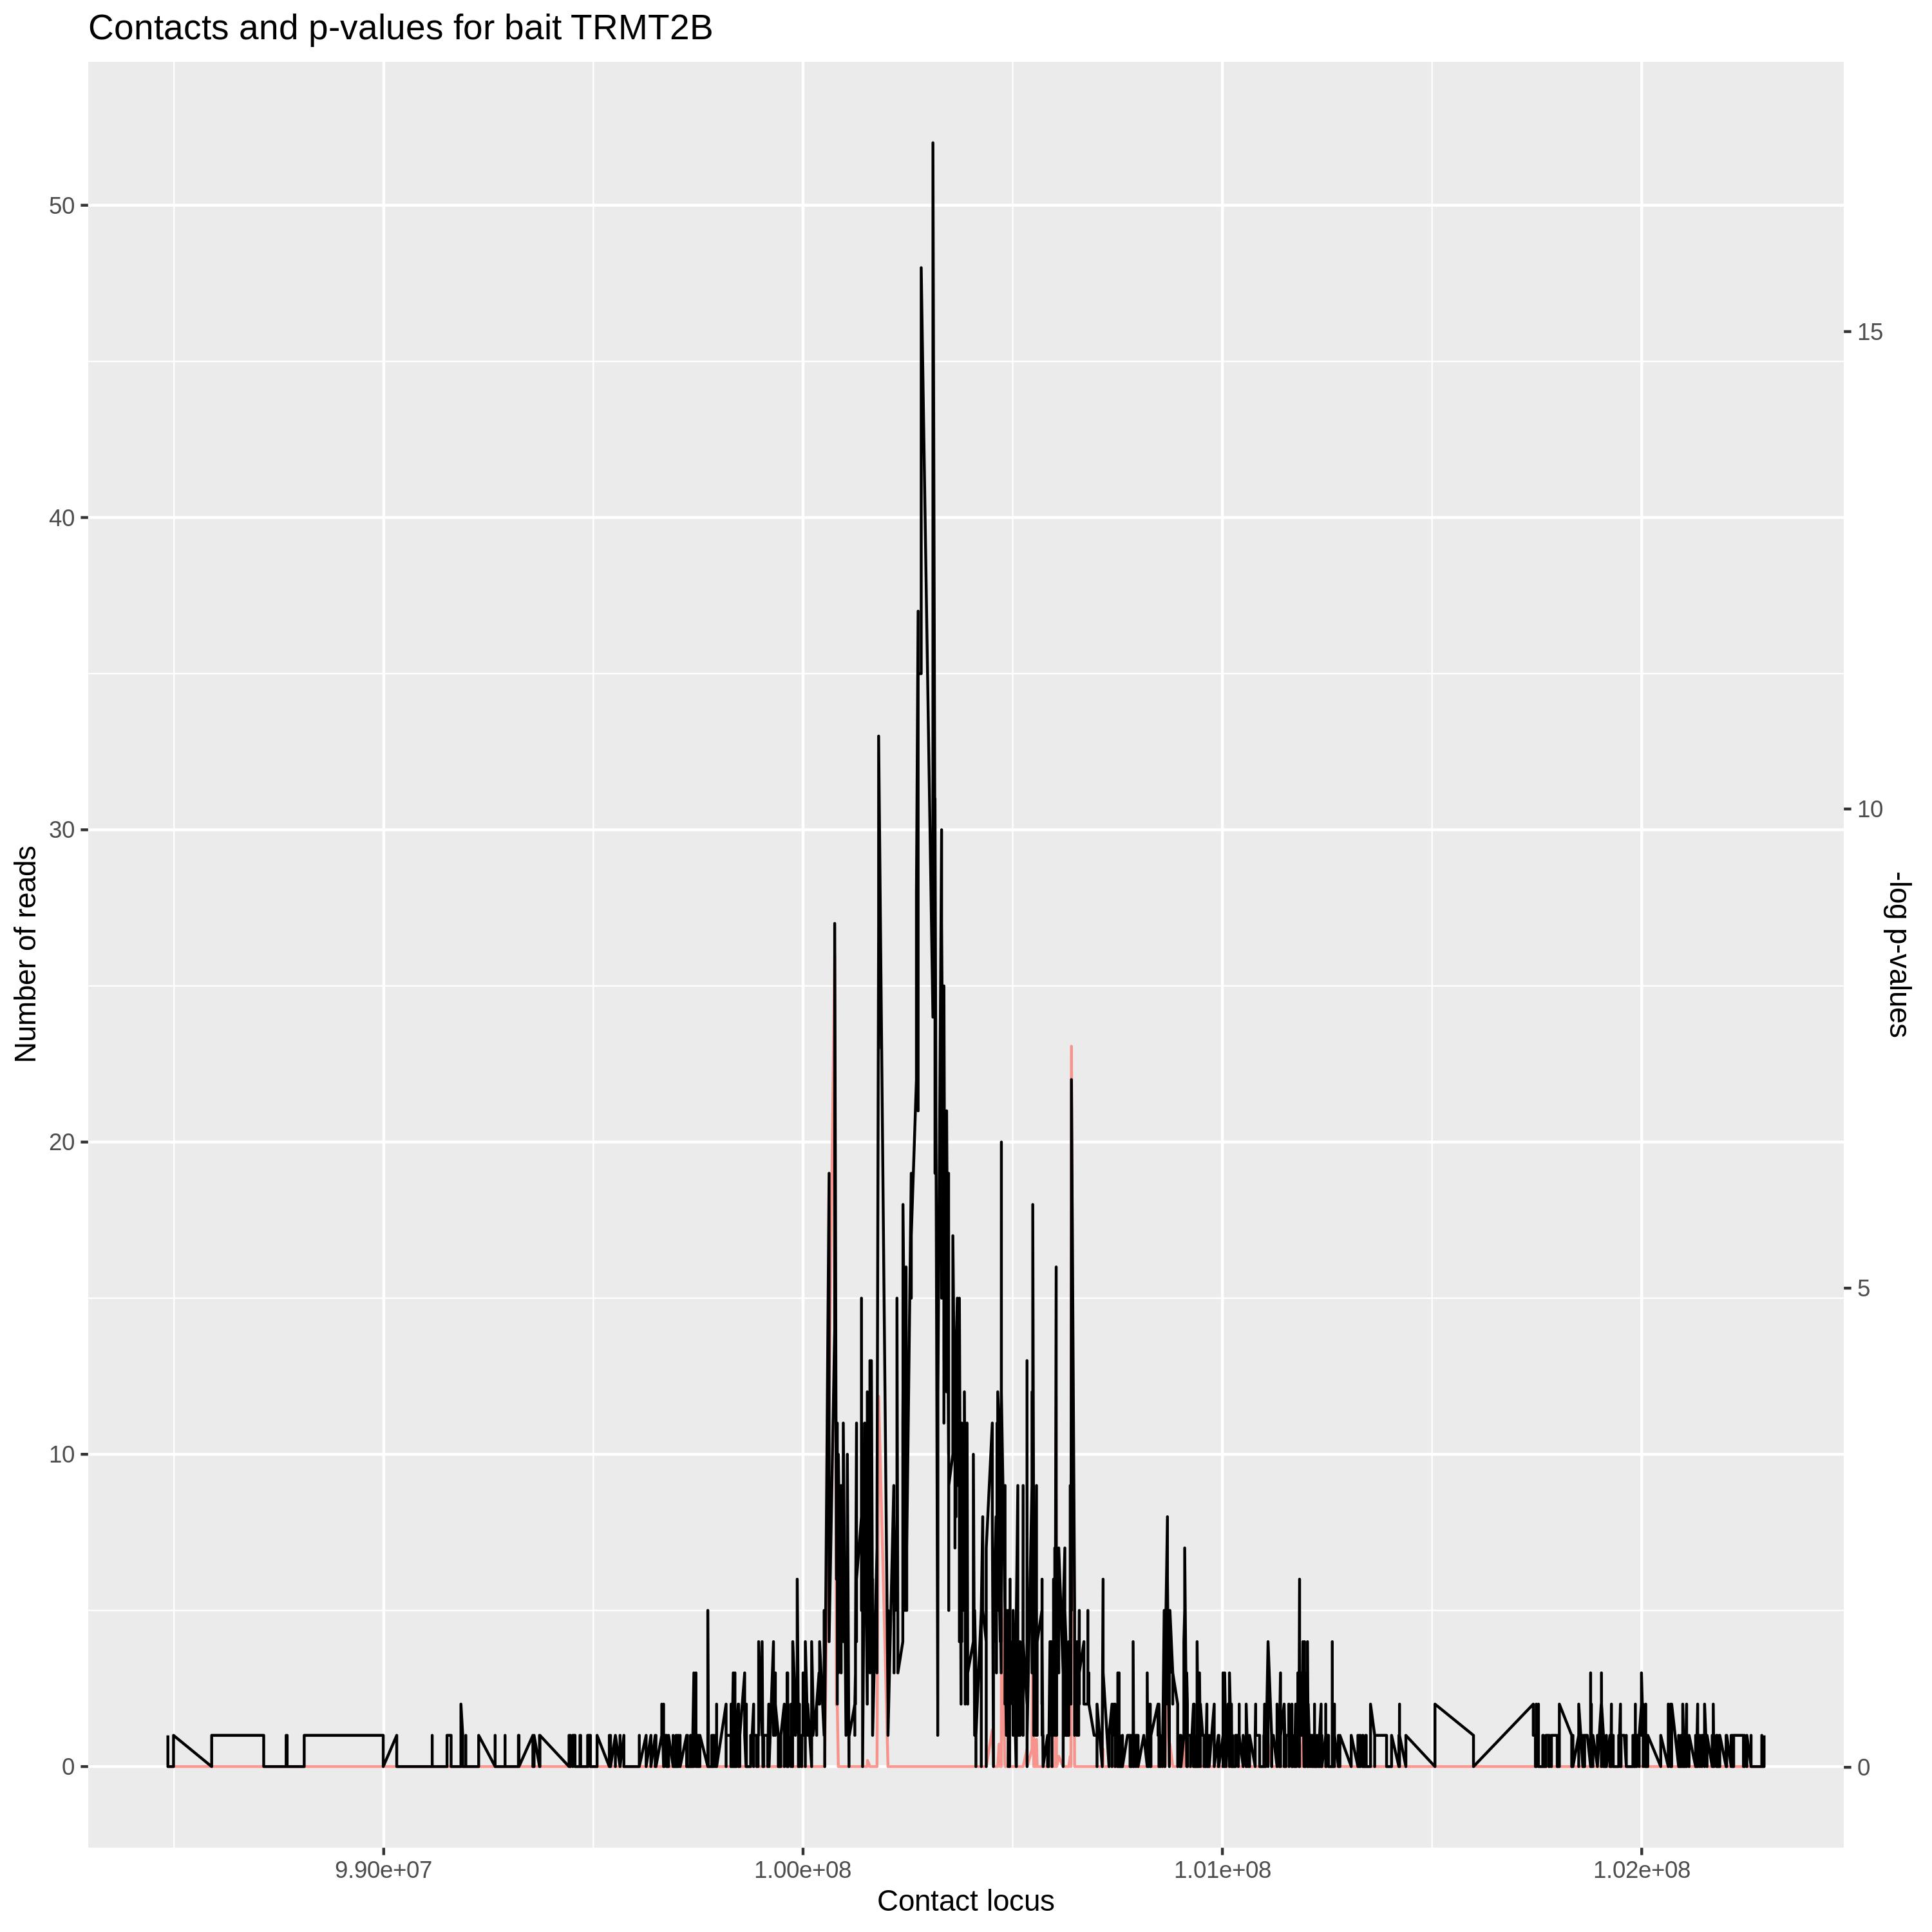 Contacts and p-values for bait TRMT2B
50
40
30
20
10
0
Number of reads
15
10
5
0
-log p-values
9.90e+07
1.00e+08
1.01e+08
1.02e+08
Contact locus